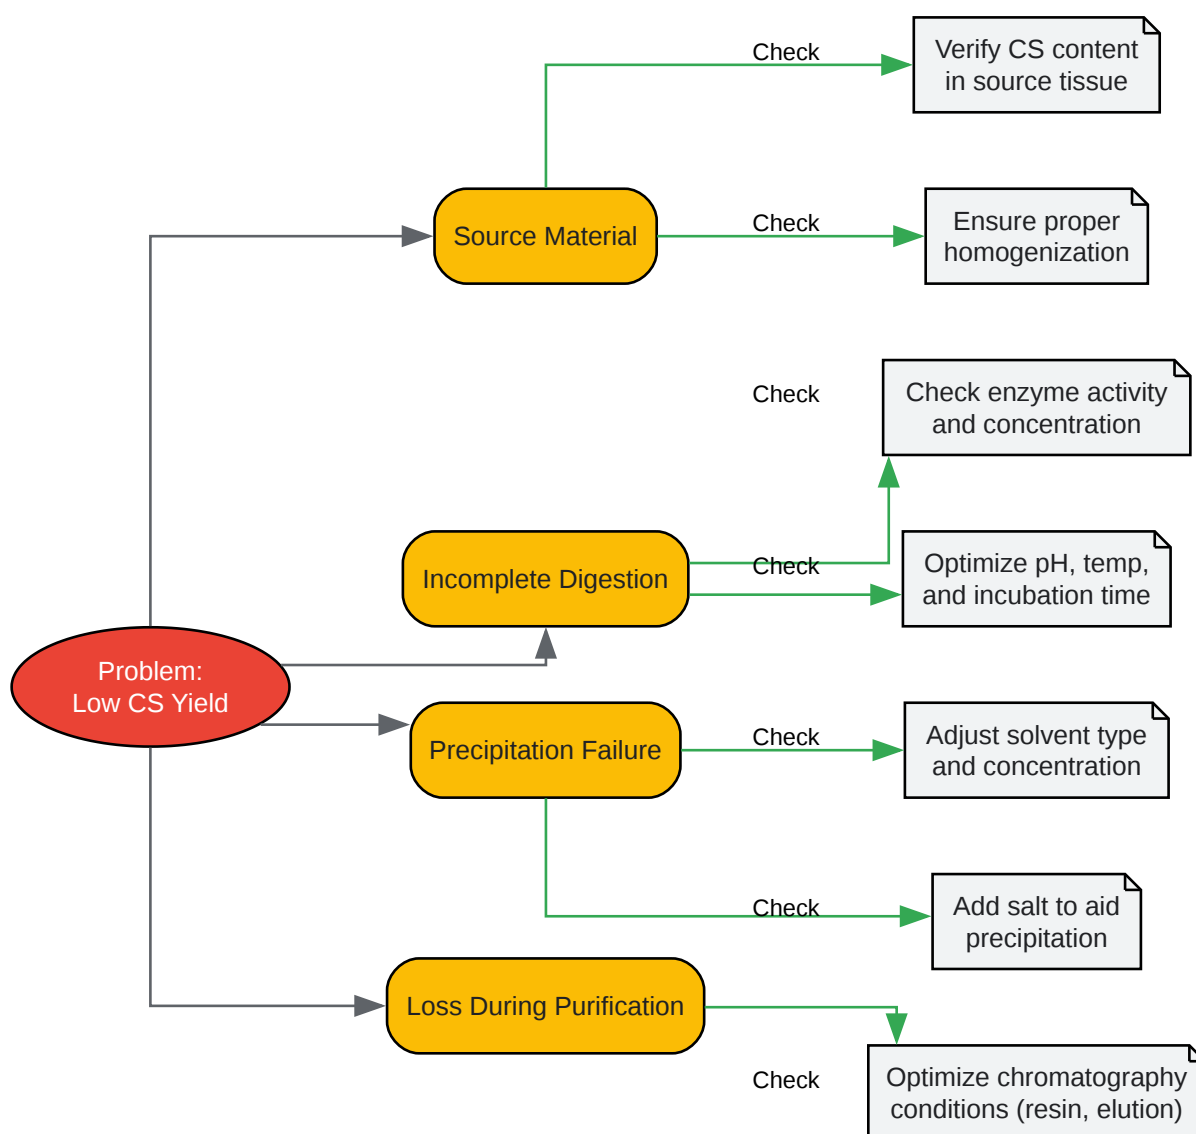 Check
Verify CS content
in source tissue
Source Material
Check
Ensure proper
homogenization
Check
Check enzyme activity
and concentration
Incomplete Digestion
Check
Optimize pH, temp,
and incubation time
Problem:
Low CS Yield
Precipitation Failure
Check
Adjust solvent type
and concentration
Check
Add salt to aid
precipitation
Loss During Purification
Check
Optimize chromatography
conditions (resin, elution)